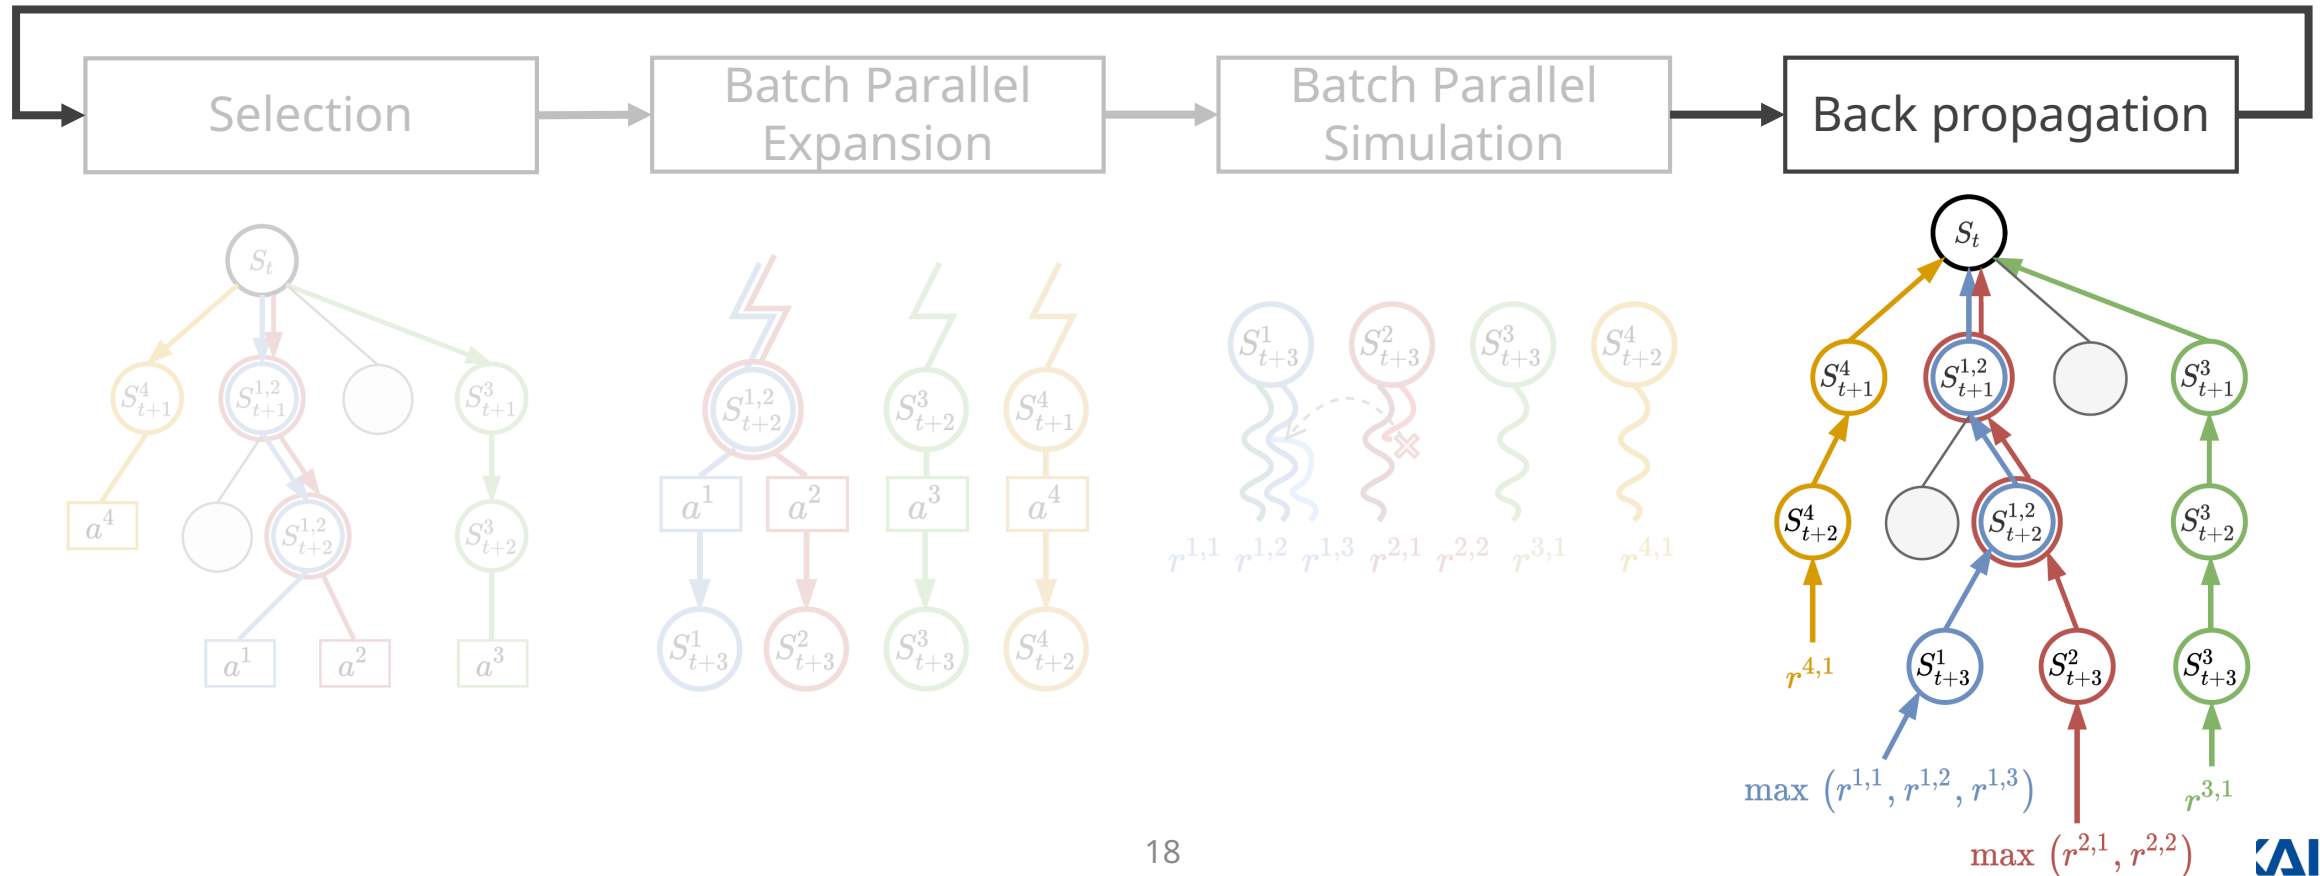 Selection
Batch Parallel
Expansion
Batch Parallel
Simulation
Back propagation
S_t
S^4_{t+1} S^{1,2}_{t+1} S^3_{t+1}
a^4 S^{1,2}_{t+2} S^3_{t+2}
a^1 a^2 a^3
S^{1,2}_{t+2} S^3_{t+2} S^4_{t+1}
a^1 a^2 a^3 a^4
S^1_{t+3} S^2_{t+3} S^3_{t+3} S^4_{t+2}
S^1_{t+3} S^2_{t+3} S^3_{t+3} S^4_{t+2}
r^{1,1} r^{1,2} r^{1,3} r^{2,1} r^{2,2} r^{3,1} r^{4,1}
S_t
S^4_{t+1} S^{1,2}_{t+1} S^3_{t+1}
S^4_{t+2} S^{1,2}_{t+2} S^3_{t+2}
r^{4,1} S^1_{t+3} S^2_{t+3} S^3_{t+3}
max (r^{1,1}, r^{1,2}, r^{1,3}) r^{3,1}
max (r^{2,1}, r^{2,2})
18